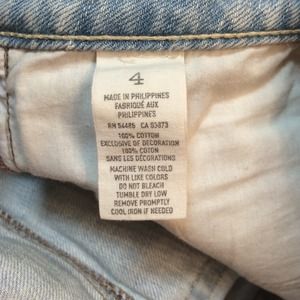 4
MADE IN PHILIPPINES
FABRIQUÉ AUX
PHILIPPINES
RN 54486 CA 05873
100% COTTON
EXCLUSIVE OF DECORATION
100% COTON
SANS LES DÉCORATIONS
MACHINE WASH COLD
WITH LIKE COLORS
DO NOT BLEACH
TUMBLE DRY LOW
REMOVE PROMPTLY
COOL IRON IF NEEDED